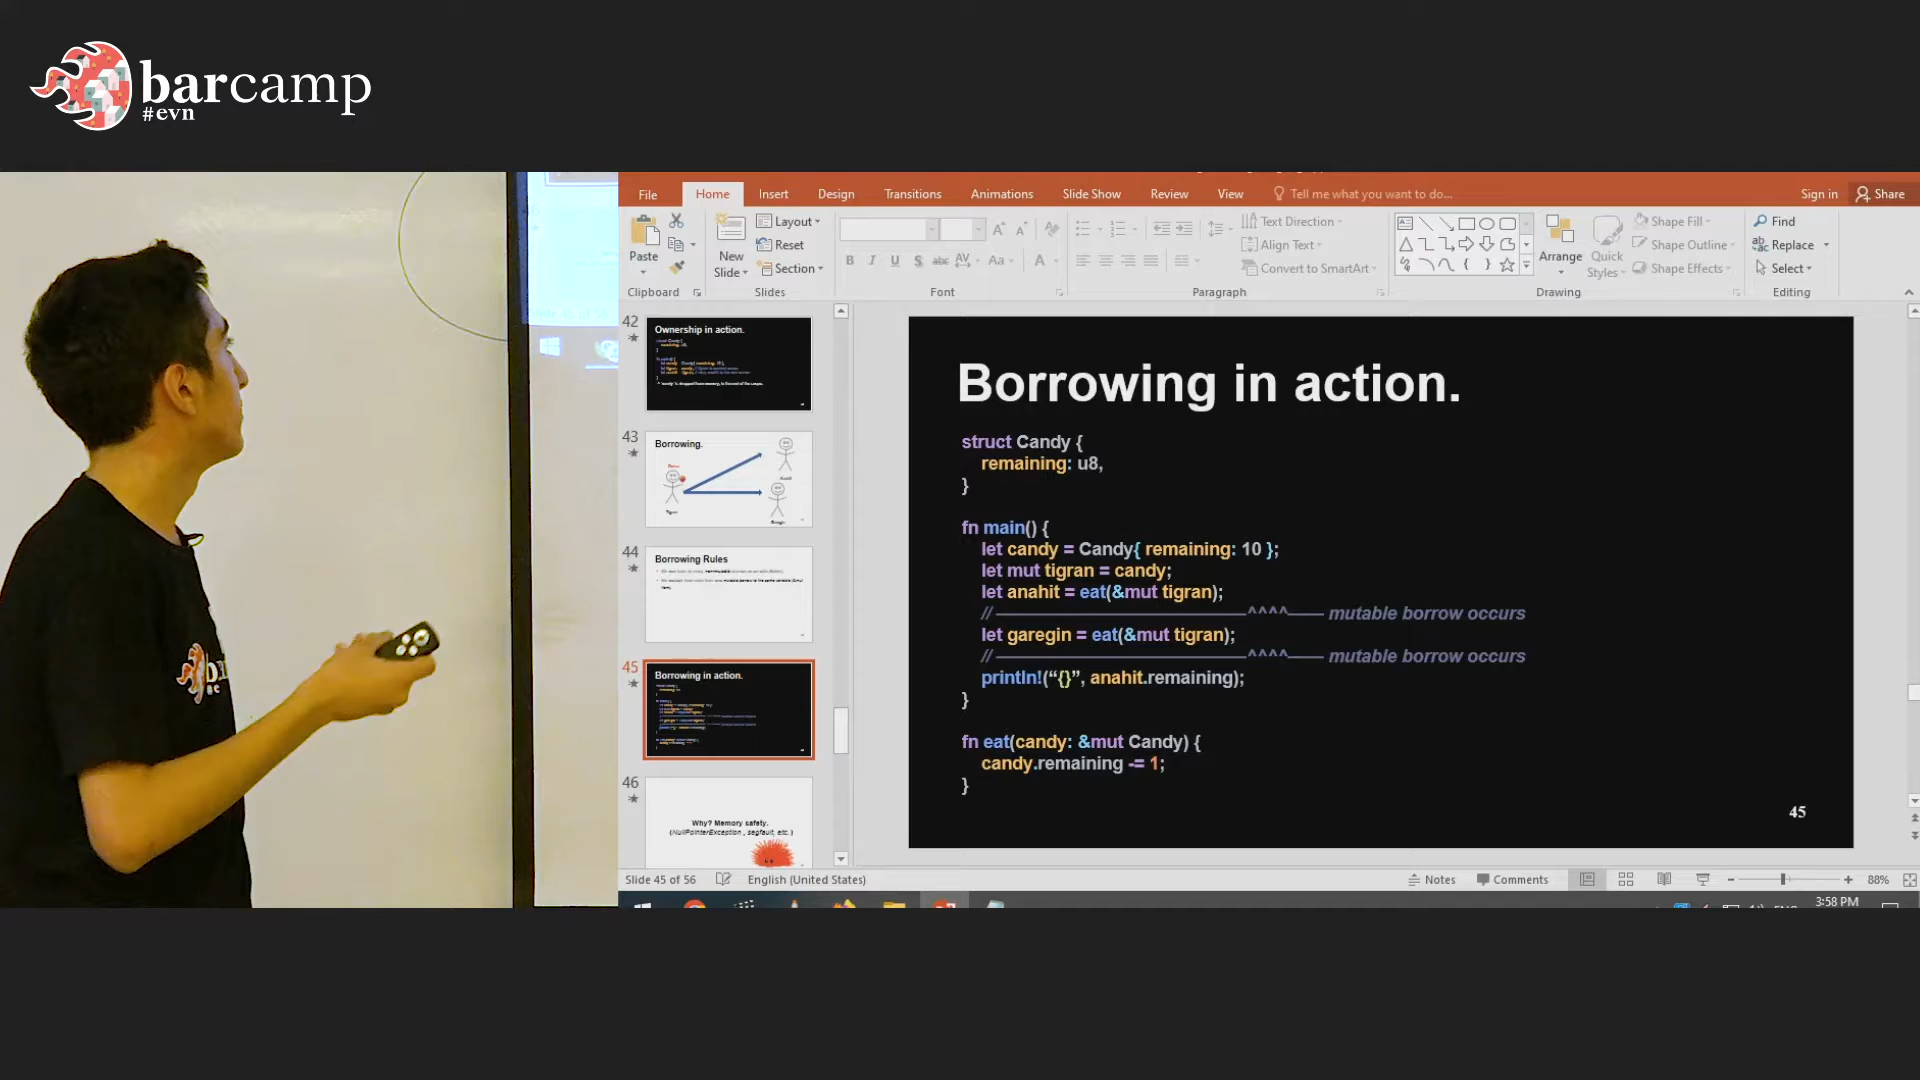 barcamp
#evn
File Home Insert Design Transitions Animations Slide Show Review View Tell me what you want to do... Sign in Share
Paste
Clipboard
New
Slide
Layout
Reset
Section
Slides
B I U S abc AV Aa A
Font
Text Direction
Align Text
Convert to SmartArt
Paragraph
Arrange
Quick
Styles
Shape Fill
Shape Outline
Shape Effects
Drawing
Find
Replace
Select
Editing
42
Ownership in action.
43
Borrowing.
44
Borrowing Rules
45
Borrowing in action.
46
Why? Memory safety.
(NullPointerException , segfault, etc.)
Borrowing in action.
struct Candy {
remaining: u8,
}
fn main() {
let candy = Candy{ remaining: 10 };
let mut tigran = candy;
let anahit = eat(&mut tigran);
// ——————————————^^^^—— mutable borrow occurs
let garegin = eat(&mut tigran);
// ——————————————^^^^—— mutable borrow occurs
println!(“{}”, anahit.remaining);
}
fn eat(candy: &mut Candy) {
candy.remaining -= 1;
}
45
Slide 45 of 56 English (United States) Notes Comments 88%
3:58 PM